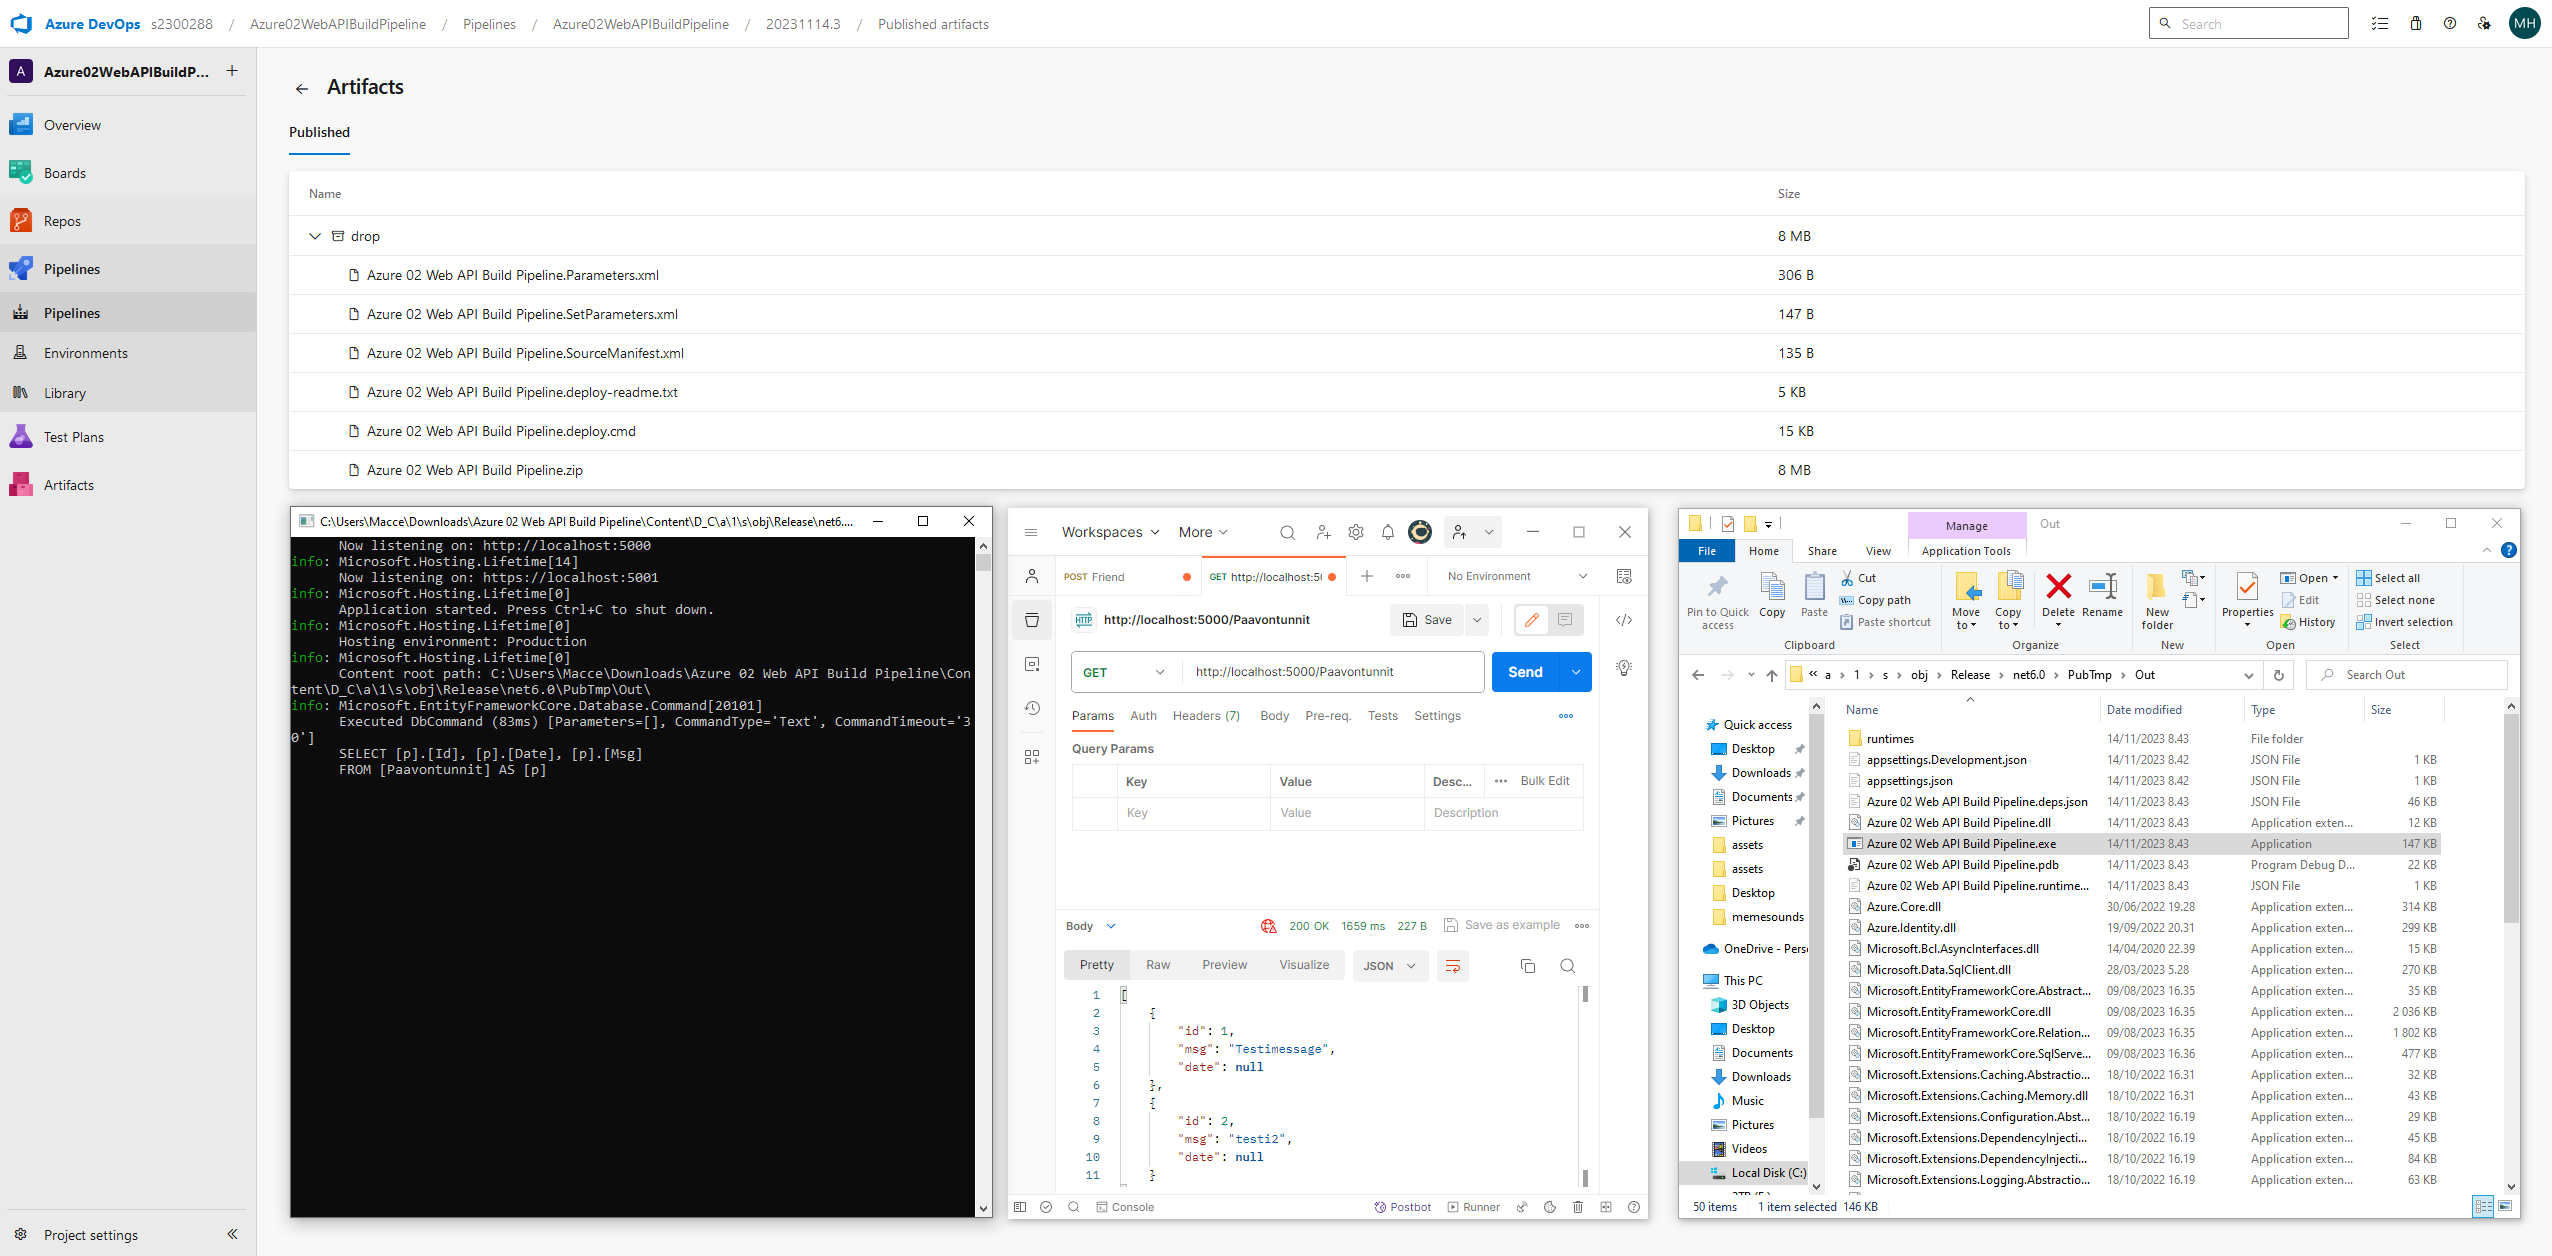 Azure DevOps s2300288 / Azure02WebAPIBuildPipeline / Pipelines / Azure02WebAPIBuildPipeline / 20231114.3 / Published artifacts
Search
MH
A Azure02WebAPIBuildP... +
Overview
Boards
Repos
Pipelines
Pipelines
Environments
Library
Test Plans
Artifacts
Project settings
Artifacts
Published
Name Size
drop 8 MB
Azure 02 Web API Build Pipeline.Parameters.xml 306 B
Azure 02 Web API Build Pipeline.SetParameters.xml 147 B
Azure 02 Web API Build Pipeline.SourceManifest.xml 135 B
Azure 02 Web API Build Pipeline.deploy-readme.txt 5 KB
Azure 02 Web API Build Pipeline.deploy.cmd 15 KB
Azure 02 Web API Build Pipeline.zip 8 MB
C:\Users\Macce\Downloads\Azure 02 Web API Build Pipeline\Content\D_C\a\1\s\obj\Release\net6....
Now listening on: http://localhost:5000
info: Microsoft.Hosting.Lifetime[14]
Now listening on: https://localhost:5001
info: Microsoft.Hosting.Lifetime[0]
Application started. Press Ctrl+C to shut down.
info: Microsoft.Hosting.Lifetime[0]
Hosting environment: Production
info: Microsoft.Hosting.Lifetime[0]
Content root path: C:\Users\Macce\Downloads\Azure 02 Web API Build Pipeline\Con
tent\D_C\a\1\s\obj\Release\net6.0\PubTmp\Out\
info: Microsoft.EntityFrameworkCore.Database.Command[20101]
Executed DbCommand (83ms) [Parameters=[], CommandType='Text', CommandTimeout='3
0']
SELECT [p].[Id], [p].[Date], [p].[Msg]
FROM [Paavontunnit] AS [p]
Workspaces More
POST Friend GET http://localhost:5( No Environment
HTTP http://localhost:5000/Paavontunnit Save
GET http://localhost:5000/Paavontunnit Send
Params Auth Headers (7) Body Pre-req. Tests Settings
Query Params
Key Value Desc... Bulk Edit
Key Value Description
Body 200 OK 1659 ms 227 B Save as example
Pretty Raw Preview Visualize JSON
1 [
2 {
3 "id": 1,
4 "msg": "Testimessage",
5 "date": null
6 },
7 {
8 "id": 2,
9 "msg": "testi2",
10 "date": null
11 }
Console Postbot Runner
Manage Out
File Home Share View Application Tools
Pin to Quick access Copy Paste Cut Copy path Paste shortcut
Move to Copy to Delete Rename New folder Properties Open Edit History Select all Select none Invert selection
Clipboard Organize New Open Select
« a › 1 › s › obj › Release › net6.0 › PubTmp › Out
Search Out
Quick access
Desktop
Downloads
Documents
Pictures
assets
assets
Desktop
memesounds
OneDrive - Pers
This PC
3D Objects
Desktop
Documents
Downloads
Music
Pictures
Videos
Local Disk (C:)
Name Date modified Type Size
runtimes 14/11/2023 8.43 File folder
appsettings.Development.json 14/11/2023 8.42 JSON File 1 KB
appsettings.json 14/11/2023 8.42 JSON File 1 KB
Azure 02 Web API Build Pipeline.deps.json 14/11/2023 8.43 JSON File 46 KB
Azure 02 Web API Build Pipeline.dll 14/11/2023 8.43 Application exten... 12 KB
Azure 02 Web API Build Pipeline.exe 14/11/2023 8.43 Application 147 KB
Azure 02 Web API Build Pipeline.pdb 14/11/2023 8.43 Program Debug D... 22 KB
Azure 02 Web API Build Pipeline.runtime... 14/11/2023 8.43 JSON File 1 KB
Azure.Core.dll 30/06/2022 19.28 Application exten... 314 KB
Azure.Identity.dll 19/09/2022 20.31 Application exten... 299 KB
Microsoft.Bcl.AsyncInterfaces.dll 14/04/2020 22.39 Application exten... 15 KB
Microsoft.Data.SqlClient.dll 28/03/2023 5.28 Application exten... 270 KB
Microsoft.EntityFrameworkCore.Abstract... 09/08/2023 16.35 Application exten... 35 KB
Microsoft.EntityFrameworkCore.dll 09/08/2023 16.35 Application exten... 2 036 KB
Microsoft.EntityFrameworkCore.Relation... 09/08/2023 16.35 Application exten... 1 802 KB
Microsoft.EntityFrameworkCore.SqlServe... 09/08/2023 16.36 Application exten... 477 KB
Microsoft.Extensions.Caching.Abstractio... 18/10/2022 16.31 Application exten... 32 KB
Microsoft.Extensions.Caching.Memory.dll 18/10/2022 16.31 Application exten... 43 KB
Microsoft.Extensions.Configuration.Abst... 18/10/2022 16.19 Application exten... 29 KB
Microsoft.Extensions.DependencyInjecti... 18/10/2022 16.19 Application exten... 45 KB
Microsoft.Extensions.DependencyInjecti... 18/10/2022 16.19 Application exten... 84 KB
Microsoft.Extensions.Logging.Abstractio... 18/10/2022 16.19 Application exten... 63 KB
50 items 1 item selected 146 KB